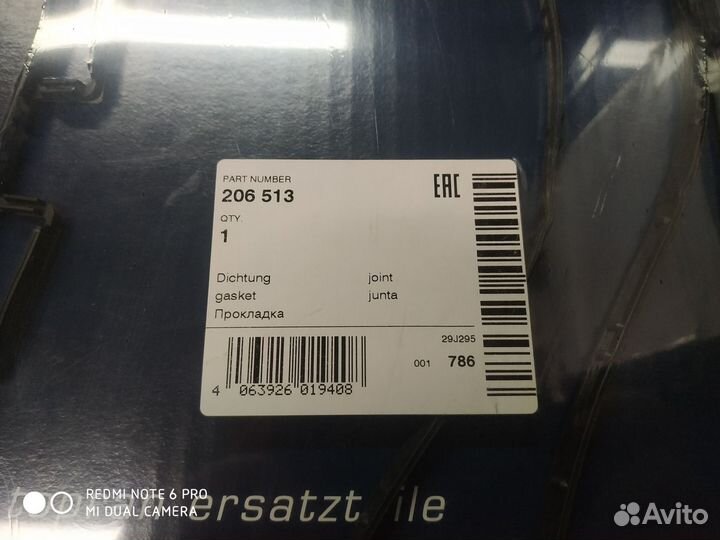 PART NUMBER
206 513
EAC
QTY.
1
Dichtung joint
gasket junta
Прокладка
29J295
001 786
4 063926 019408
ersatzt ile
REDMI NOTE 6 PRO
MI DUAL CAMERA
Avito